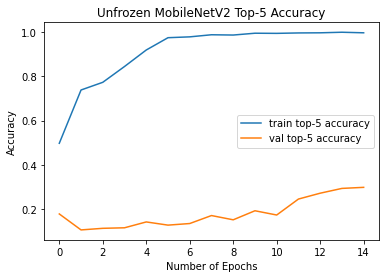 Unfrozen MobileNetV2 Top-5 Accuracy
1.0
0.8
0.6
0.4
0.2
Accuracy
train top-5 accuracy
val top-5 accuracy
0 2 4 6 8 10 12 14
Number of Epochs